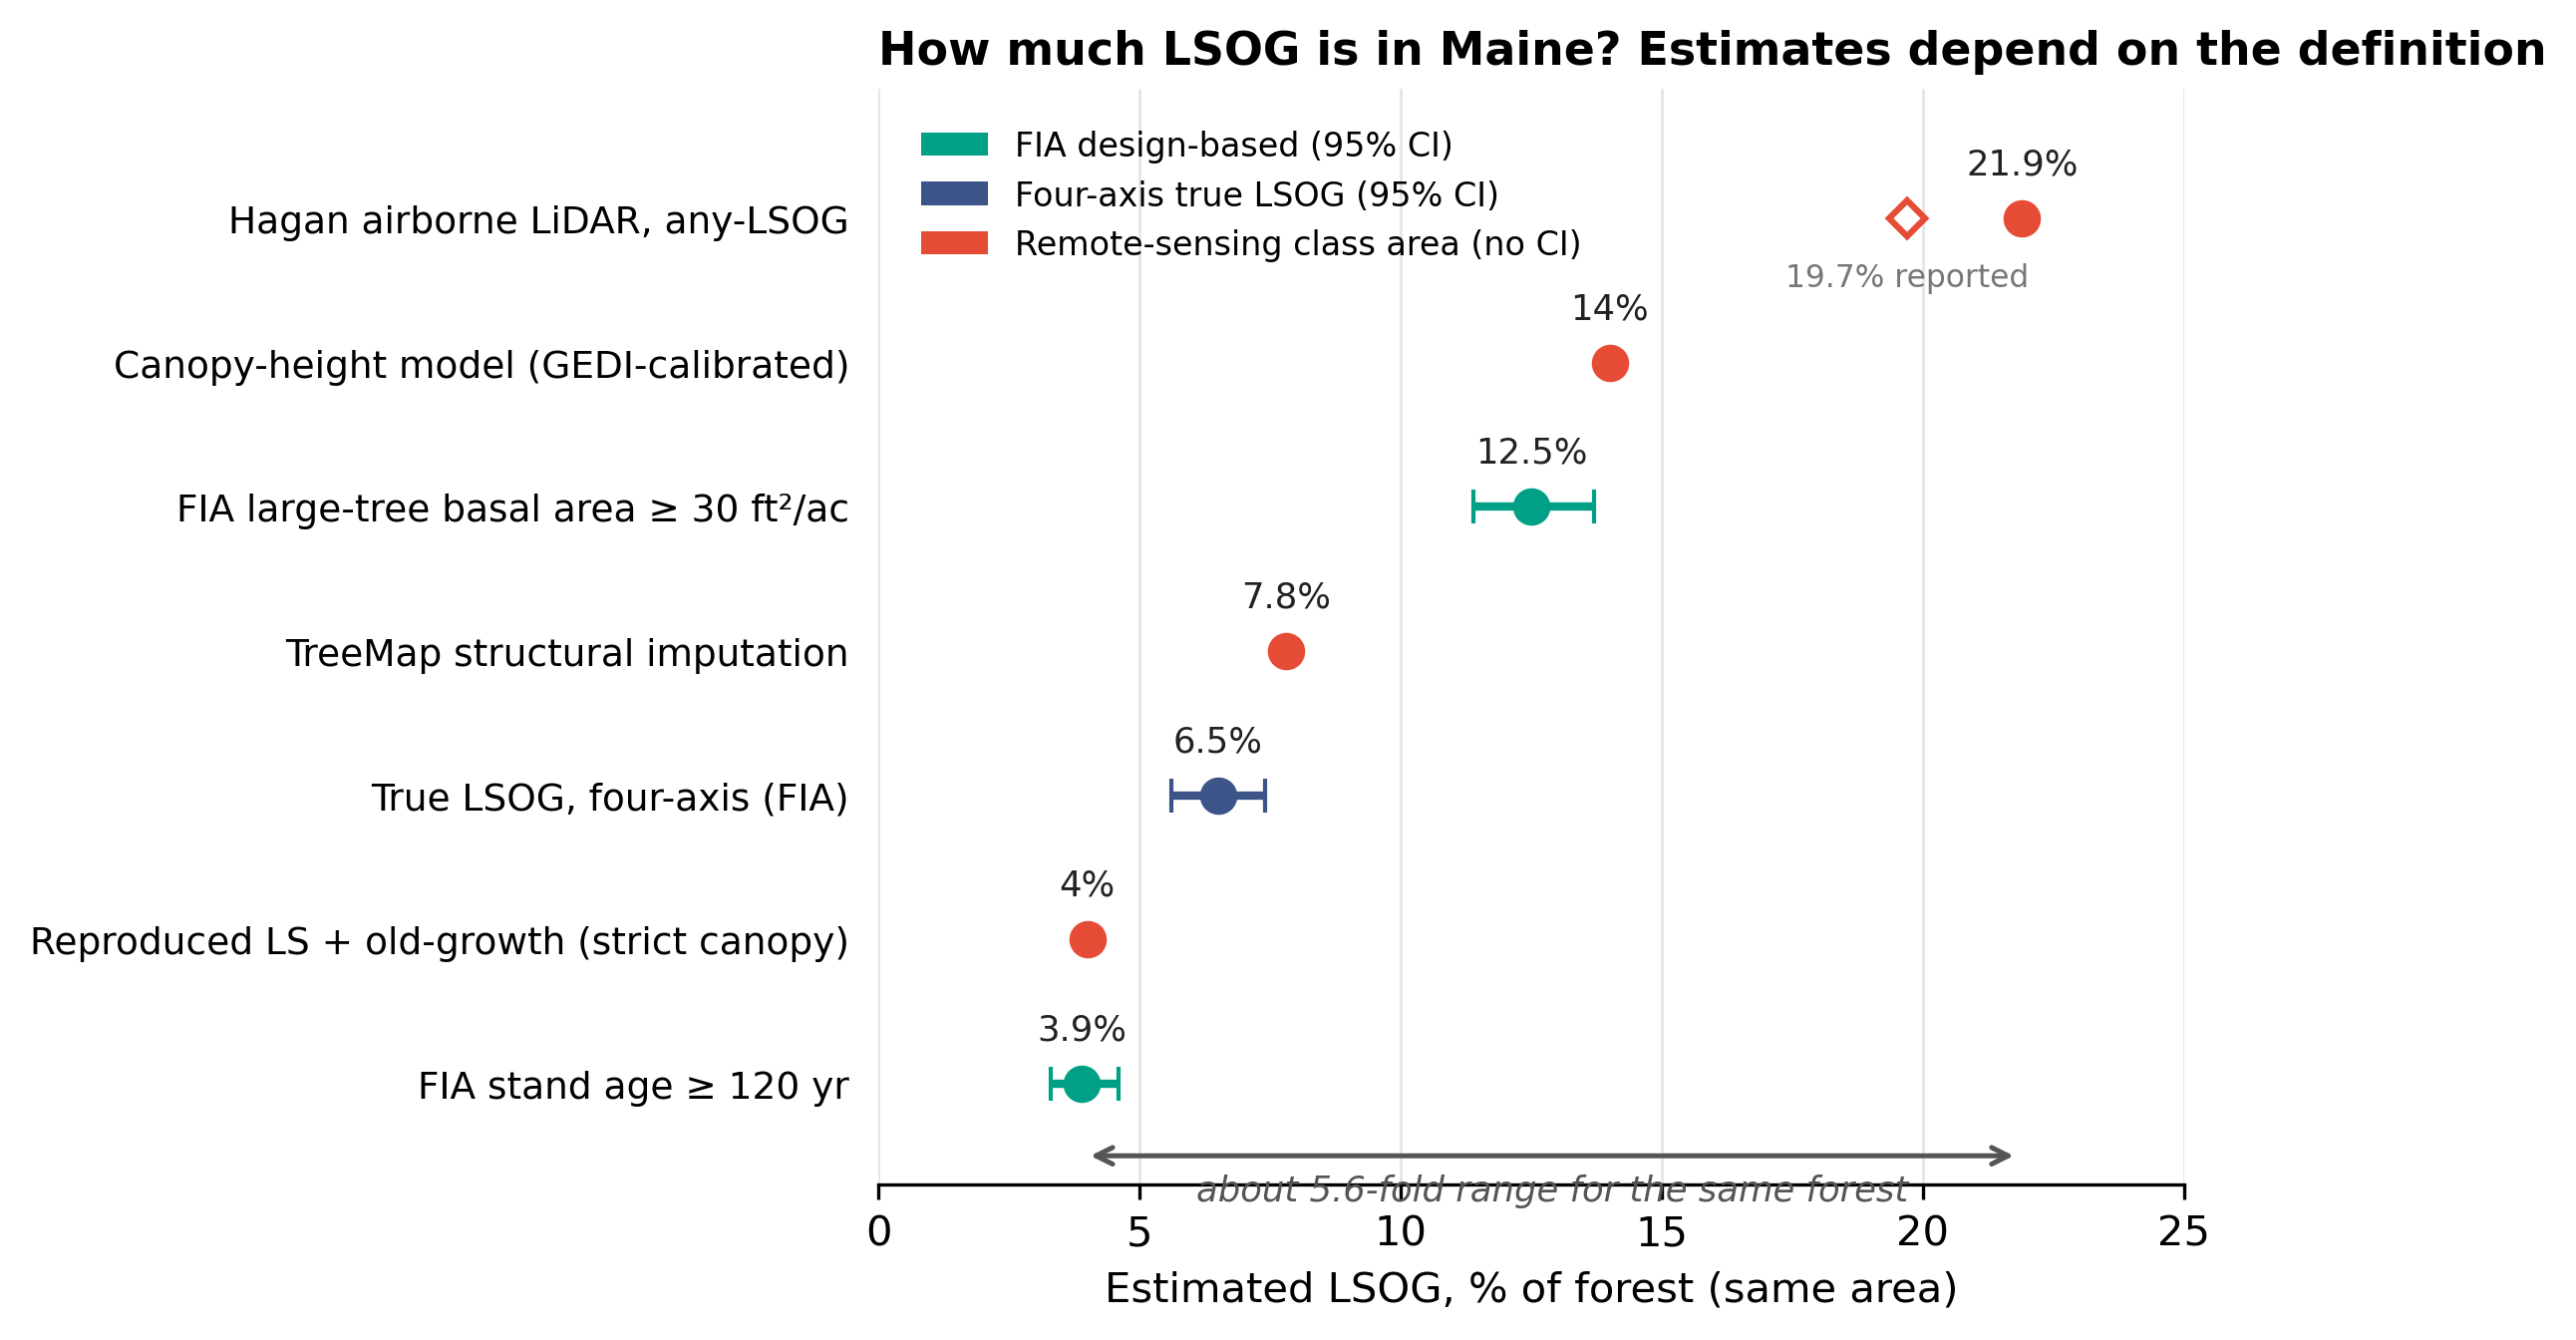 How much LSOG is in Maine? Estimates depend on the definition
FIA design-based (95% CI)
Four-axis true LSOG (95% CI)
Remote-sensing class area (no CI)
Hagan airborne LiDAR, any-LSOG
21.9%
19.7% reported
Canopy-height model (GEDI-calibrated)
14%
FIA large-tree basal area ≥ 30 ft²/ac
12.5%
TreeMap structural imputation
7.8%
True LSOG, four-axis (FIA)
6.5%
Reproduced LS + old-growth (strict canopy)
4%
FIA stand age ≥ 120 yr
3.9%
about 5.6-fold range for the same forest
0 5 10 15 20 25
Estimated LSOG, % of forest (same area)